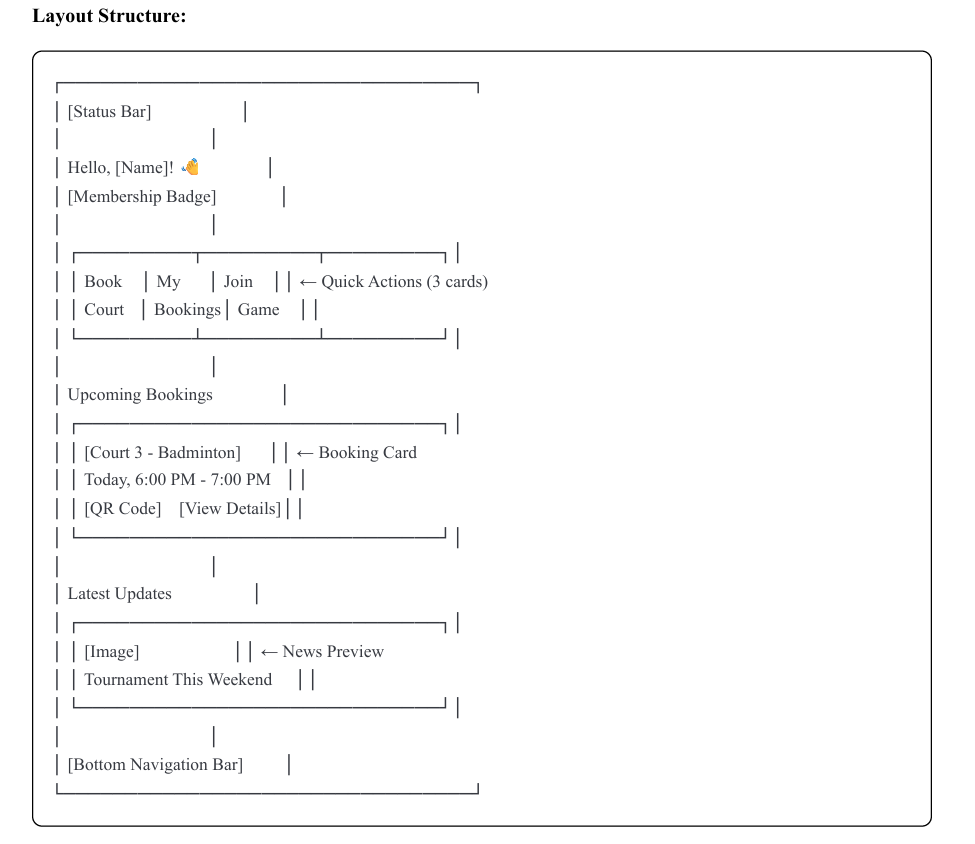 Layout Structure:
[Status Bar]
Hello, [Name]! 👋
[Membership Badge]
Book │ My │ Join ││ ← Quick Actions (3 cards)
Court │ Bookings│ Game ││
Upcoming Bookings
[Court 3 - Badminton] ││ ← Booking Card
Today, 6:00 PM - 7:00 PM ││
[QR Code] [View Details]││
Latest Updates
[Image] ││ ← News Preview
Tournament This Weekend ││
[Bottom Navigation Bar]